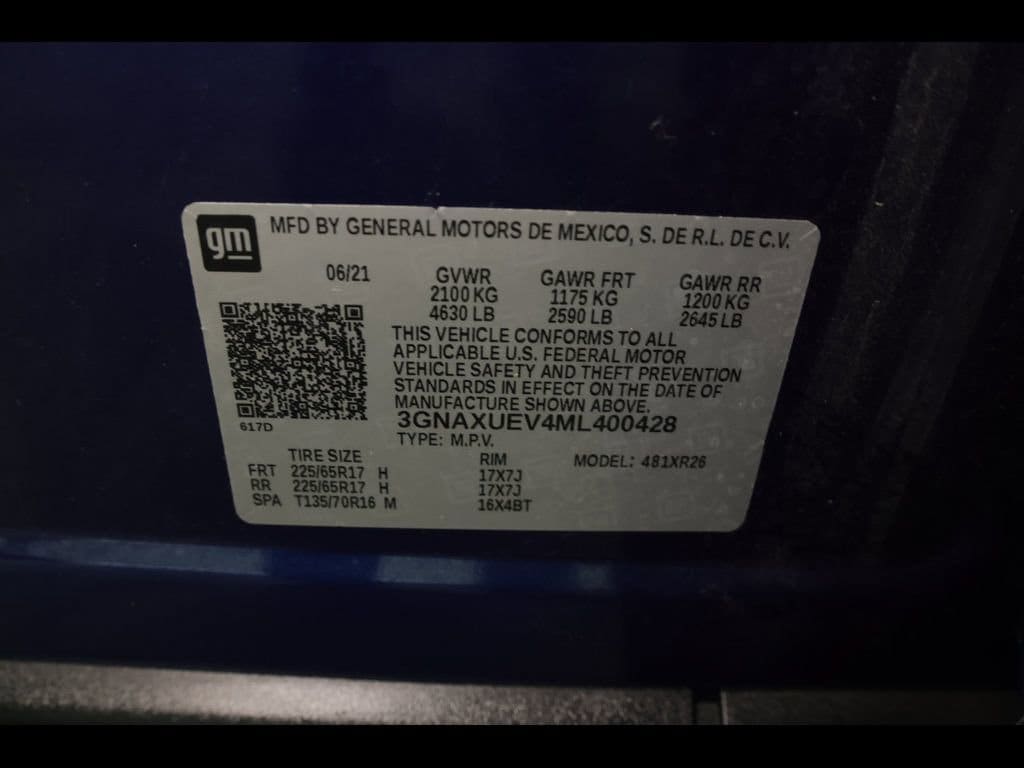 gm
MFD BY GENERAL MOTORS DE MEXICO, S. DE R.L. DE C.V.
06/21 GVWR GAWR FRT GAWR RR
2100 KG 1175 KG 1200 KG
4630 LB 2590 LB 2645 LB
THIS VEHICLE CONFORMS TO ALL
APPLICABLE U.S. FEDERAL MOTOR
VEHICLE SAFETY AND THEFT PREVENTION
STANDARDS IN EFFECT ON THE DATE OF
MANUFACTURE SHOWN ABOVE.
617D
3GNAXUEV4ML400428
TYPE: M.P.V.
TIRE SIZE RIM MODEL: 481XR26
FRT 225/65R17 H 17X7J
RR 225/65R17 H 17X7J
SPA T135/70R16 M 16X4BT